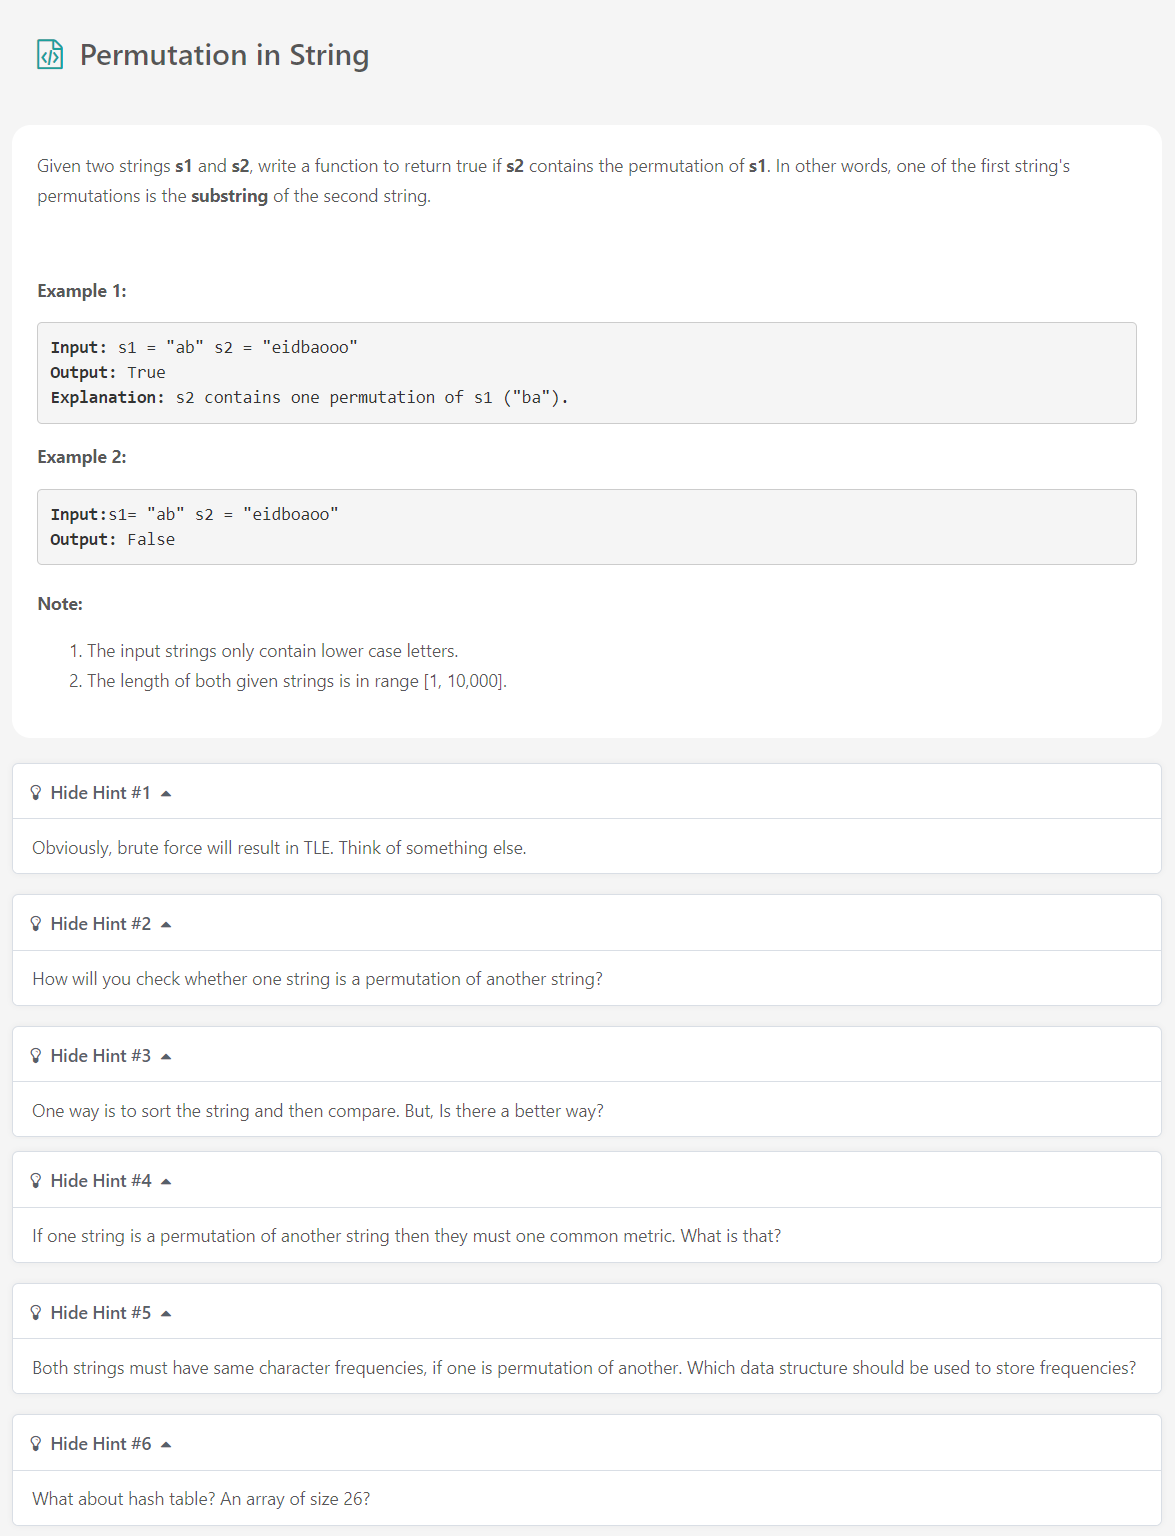 Permutation in String
Given two strings s1 and s2, write a function to return true if s2 contains the permutation of s1. In other words, one of the first string's
permutations is the substring of the second string.
Example 1:
Input: s1 = "ab" s2 = "eidbaooo"
Output: True
Explanation: s2 contains one permutation of s1 ("ba").
Example 2:
Input:s1= "ab" s2 = "eidboaoo"
Output: False
Note:
1. The input strings only contain lower case letters.
2. The length of both given strings is in range [1, 10,000].
Hide Hint #1
Obviously, brute force will result in TLE. Think of something else.
Hide Hint #2
How will you check whether one string is a permutation of another string?
Hide Hint #3
One way is to sort the string and then compare. But, Is there a better way?
Hide Hint #4
If one string is a permutation of another string then they must one common metric. What is that?
Hide Hint #5
Both strings must have same character frequencies, if one is permutation of another. Which data structure should be used to store frequencies?
Hide Hint #6
What about hash table? An array of size 26?